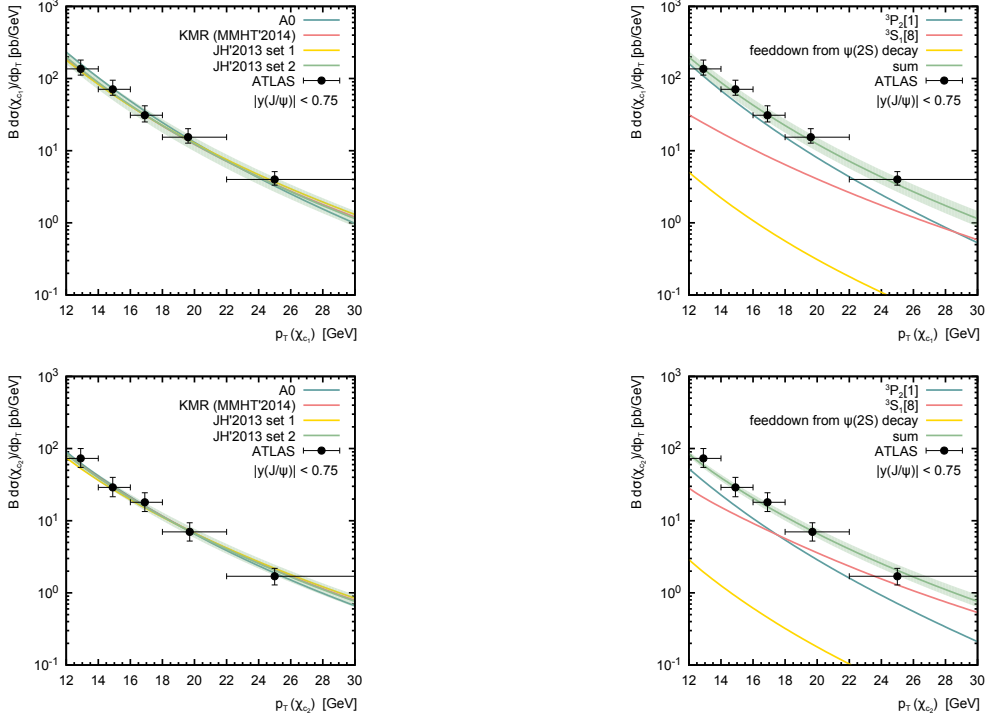 B dσ(χc1)/dpT [pb/GeV]
10³
10²
10¹
10⁰
10⁻¹
A0
KMR (MMHT'2014)
JH'2013 set 1
JH'2013 set 2
ATLAS
|y(J/ψ)| < 0.75
12 14 16 18 20 22 24 26 28 30
pT (χc1) [GeV]
B dσ(χc1)/dpT [pb/GeV]
10³
10²
10¹
10⁰
10⁻¹
³P₂[1]
³S₁[8]
feeddown from ψ(2S) decay
sum
ATLAS
|y(J/ψ)| < 0.75
12 14 16 18 20 22 24 26 28 30
pT (χc1) [GeV]
B dσ(χc2)/dpT [pb/GeV]
10³
10²
10¹
10⁰
10⁻¹
A0
KMR (MMHT'2014)
JH'2013 set 1
JH'2013 set 2
ATLAS
|y(J/ψ)| < 0.75
12 14 16 18 20 22 24 26 28 30
pT (χc2) [GeV]
B dσ(χc2)/dpT [pb/GeV]
10³
10²
10¹
10⁰
10⁻¹
³P₂[1]
³S₁[8]
feeddown from ψ(2S) decay
sum
ATLAS
|y(J/ψ)| < 0.75
12 14 16 18 20 22 24 26 28 30
pT (χc2) [GeV]